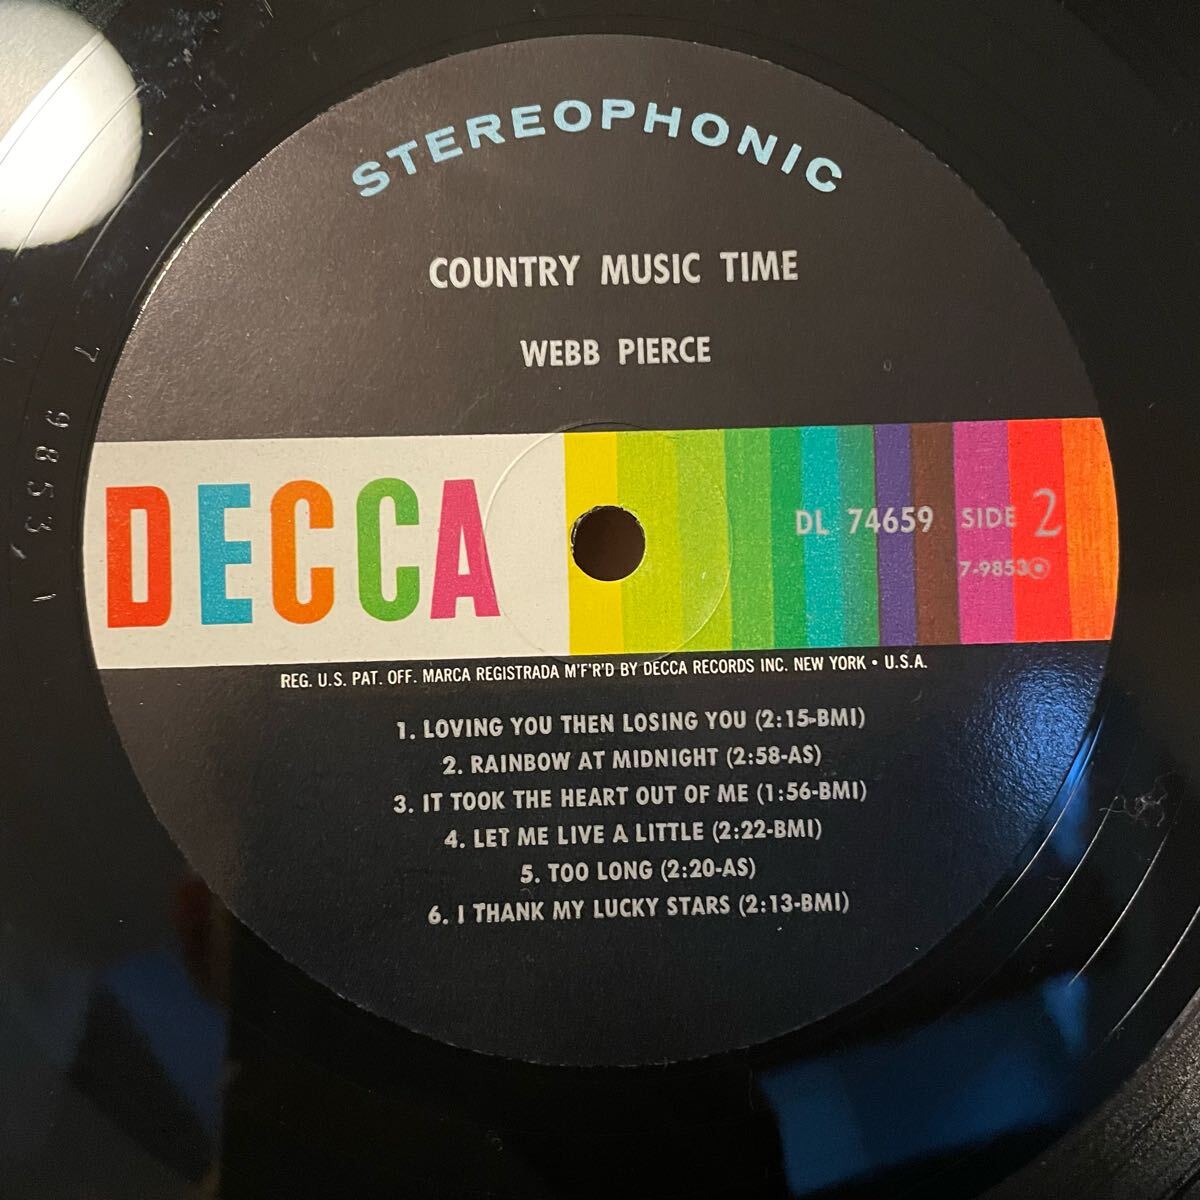 STEREOPHONIC
COUNTRY MUSIC TIME
WEBB PIERCE
DECCA
DL 74659 SIDE 2
7-9853
REG. U.S. PAT. OFF. MARCA REGISTRADA M'F'R'D BY DECCA RECORDS INC. NEW YORK • U.S.A.
1. LOVING YOU THEN LOSING YOU (2:15-BMI)
2. RAINBOW AT MIDNIGHT (2:58-AS)
3. IT TOOK THE HEART OUT OF ME (1:56-BMI)
4. LET ME LIVE A LITTLE (2:22-BMI)
5. TOO LONG (2:20-AS)
6. I THANK MY LUCKY STARS (2:13-BMI)
7 9853